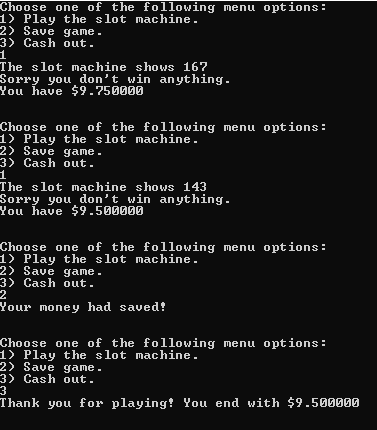 Choose one of the following menu options:
1) Play the slot machine.
2) Save game.
3) Cash out.
1
The slot machine shows 167
Sorry you don't win anything.
You have $9.750000
Choose one of the following menu options:
1) Play the slot machine.
2) Save game.
3) Cash out.
1
The slot machine shows 143
Sorry you don't win anything.
You have $9.500000
Choose one of the following menu options:
1) Play the slot machine.
2) Save game.
3) Cash out.
2
Your money had saved!
Choose one of the following menu options:
1) Play the slot machine.
2) Save game.
3) Cash out.
3
Thank you for playing! You end with $9.500000